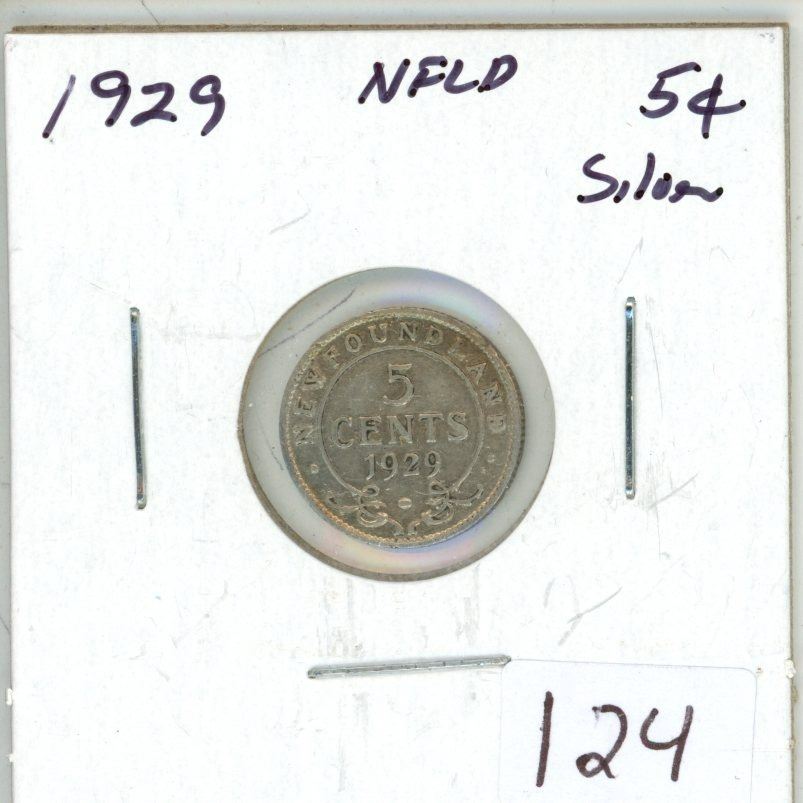 1929 NFLD 5¢
Silver
NEWFOUNDLAND
5
CENTS
1929
124